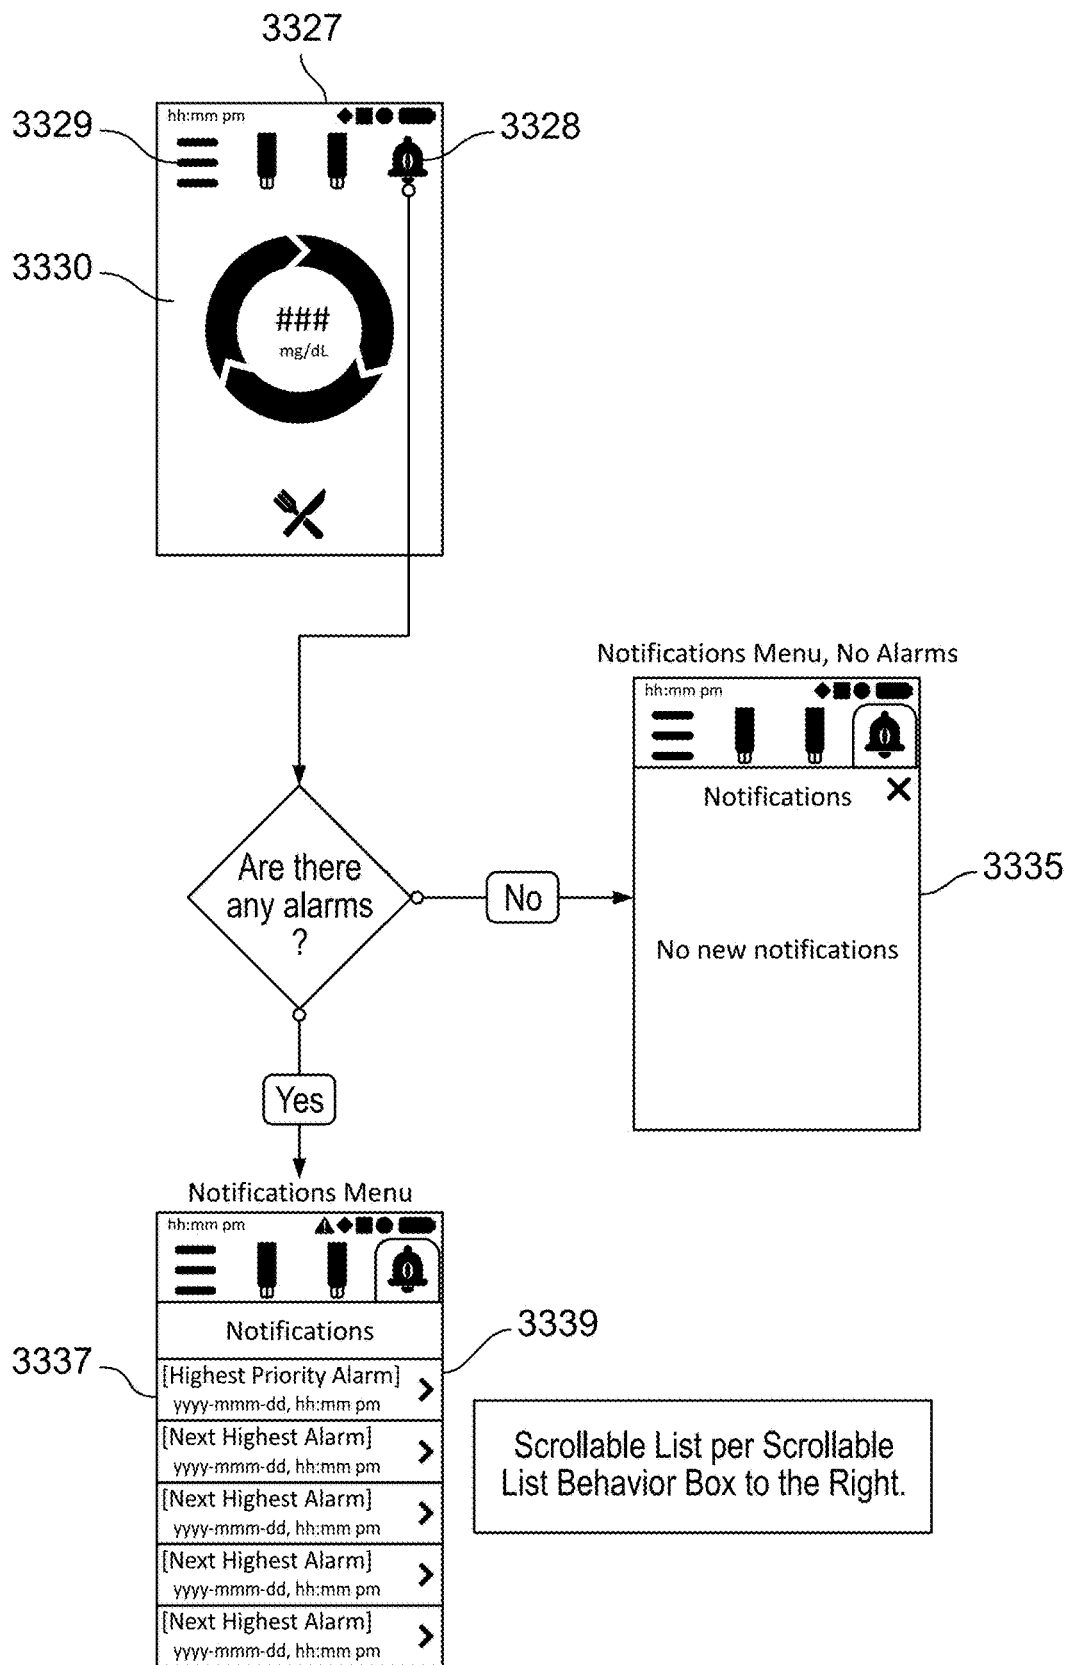 3327
hh:mm pm
3329
3328
3330
###
mg/dL
Notifications Menu, No Alarms
hh:mm pm
Notifications
3335
Are there
any alarms
?
No
No new notifications
Yes
Notifications Menu
hh:mm pm
Notifications
3339
3337
[Highest Priority Alarm]
yyyy-mmm-dd, hh:mm pm
[Next Highest Alarm]
yyyy-mmm-dd, hh:mm pm
[Next Highest Alarm]
yyyy-mmm-dd, hh:mm pm
[Next Highest Alarm]
yyyy-mmm-dd, hh:mm pm
[Next Highest Alarm]
yyyy-mmm-dd, hh:mm pm
Scrollable List per Scrollable
List Behavior Box to the Right.